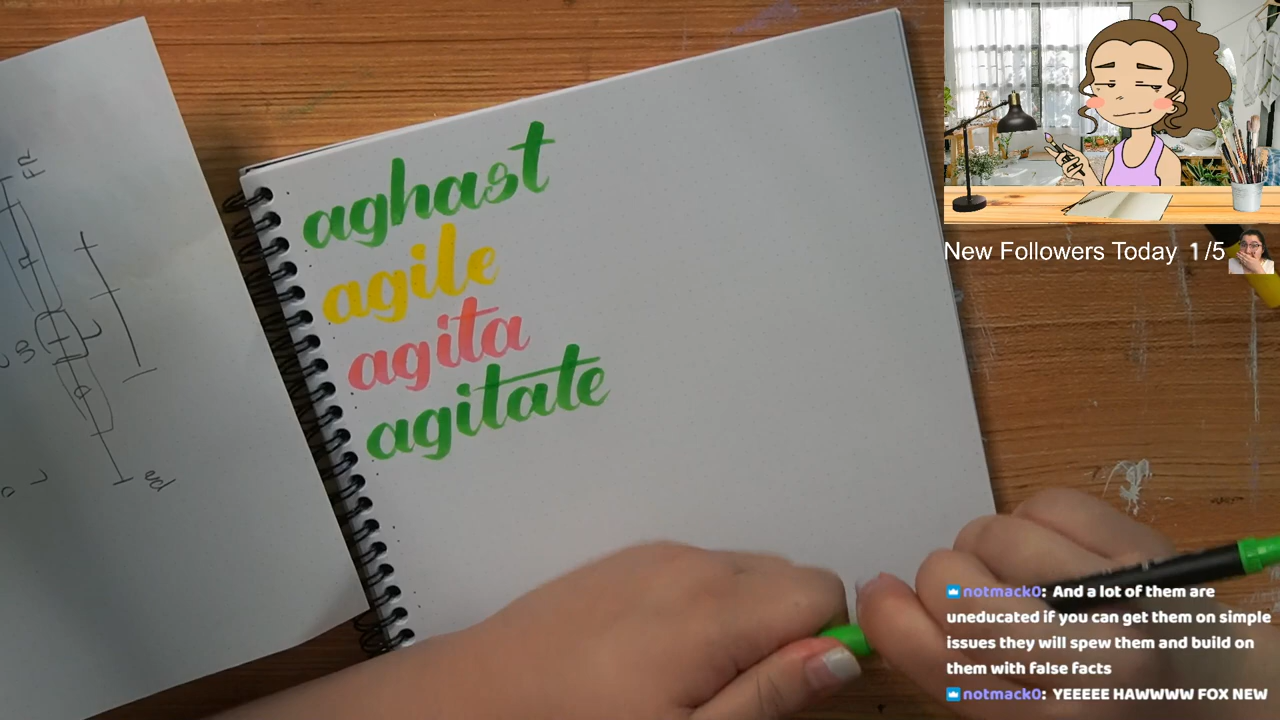 aghast
agile
agita
agitate
New Followers Today 1/5
notmack0: And a lot of them are
uneducated if you can get them on simple
issues they will spew them and build on
them with false facts
notmack0: YEEEEE HAWWWW FOX NEW